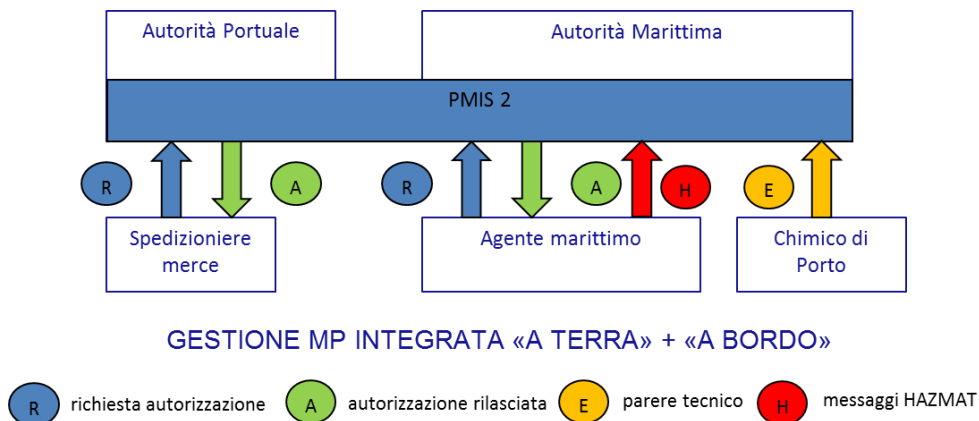 Autorità Portuale
Autorità Marittima
PMIS 2
R
A
R
A
H
E
Spedizioniere
merce
Agente marittimo
Chimico di
Porto
GESTIONE MP INTEGRATA «A TERRA» + «A BORDO»
R richiesta autorizzazione
A autorizzazione rilasciata
E parere tecnico
H messaggi HAZMAT